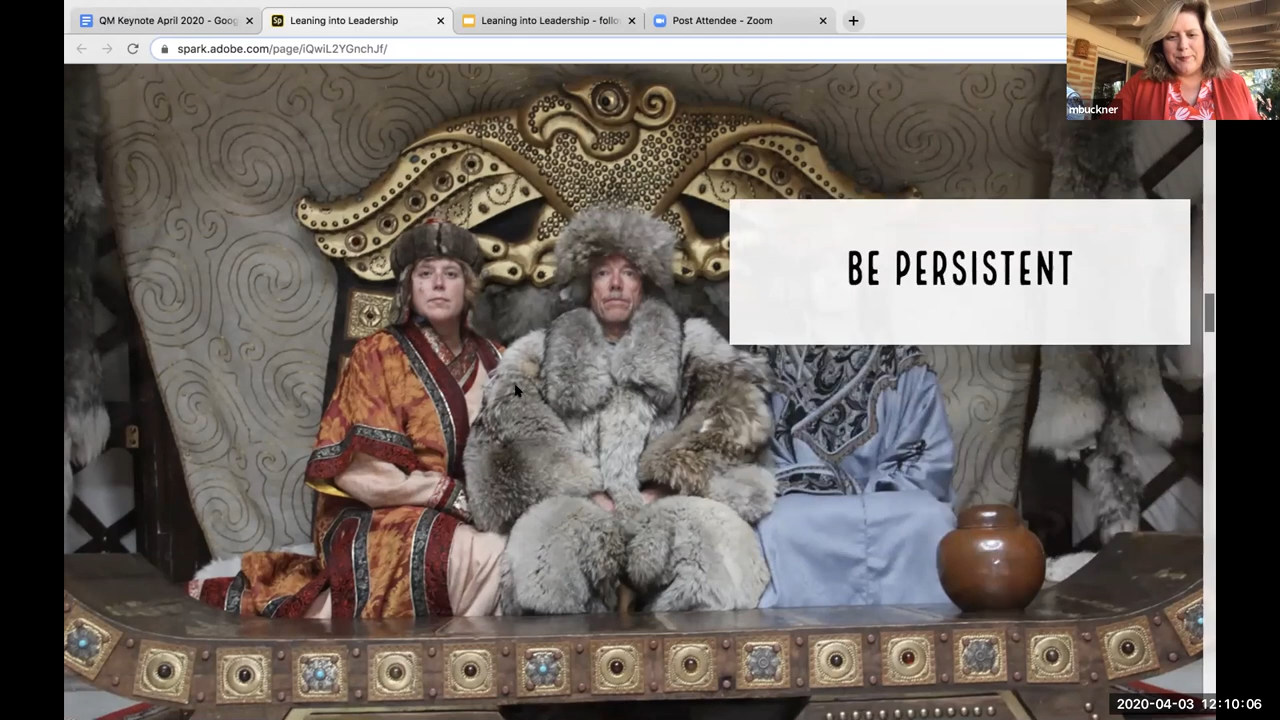 QM Keynote April 2020 - Goog
Sp
Leaning into Leadership
Leaning into Leadership - follo
Post Attendee - Zoom
spark.adobe.com/page/iQwiL2YGnchJf/
mbuckner
BE PERSISTENT
2020-04-03 12:10:06